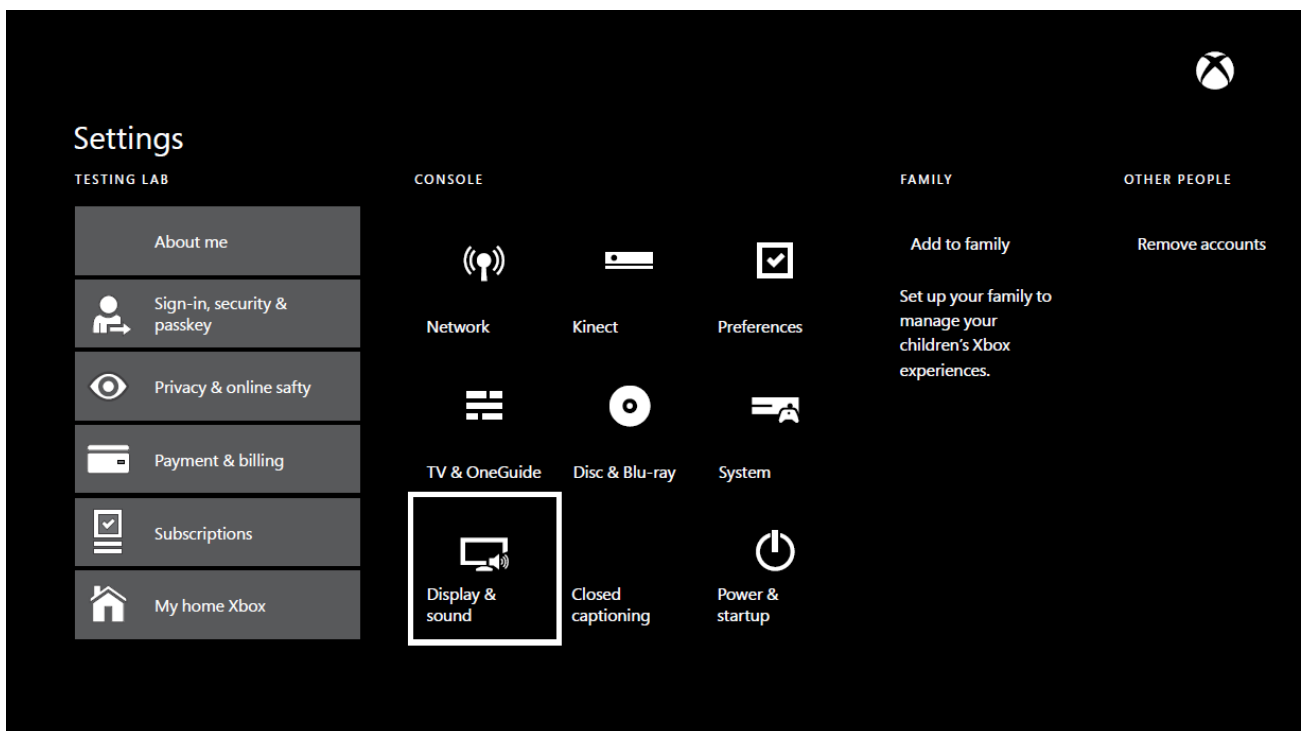 Settings
TESTING LAB
About me
Sign-in, security &
passkey
Privacy & online safty
Payment & billing
Subscriptions
My home Xbox
CONSOLE
Network
Kinect
Preferences
TV & OneGuide
Disc & Blu-ray
System
Display &
sound
Closed
captioning
Power &
startup
FAMILY
Add to family
Set up your family to
manage your
children's Xbox
experiences.
OTHER PEOPLE
Remove accounts